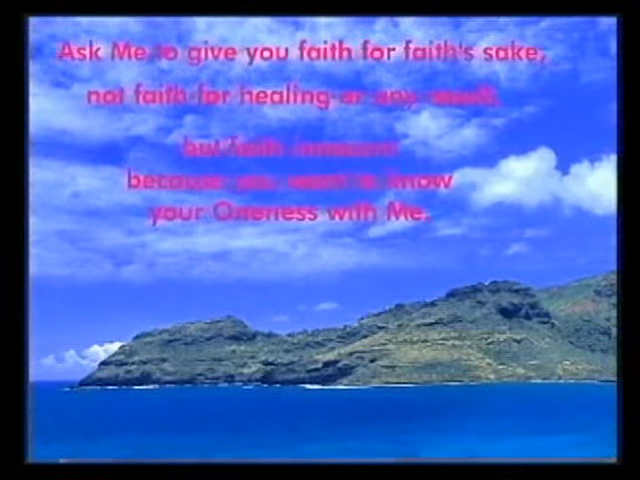 Ask Me to give you faith for faith's sake,
not faith for healing or any result,
but faith innocent
because you want to know
your Oneness with Me.